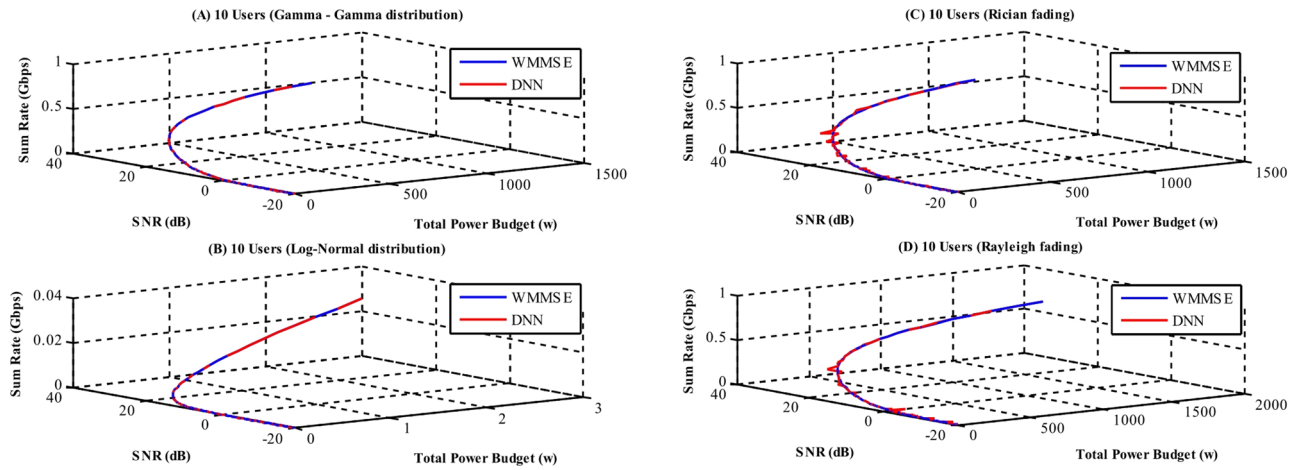 (A) 10 Users (Gamma - Gamma distribution)
1
0.5
0
Sum Rate (Gbps)
40
20
0
-20
SNR (dB)
0
500
1000
1500
Total Power Budget (w)
WMMSE
DNN
(C) 10 Users (Rician fading)
1
0.5
0
Sum Rate (Gbps)
40
20
0
-20
SNR (dB)
0
500
1000
1500
Total Power Budget (w)
WMMSE
DNN
(B) 10 Users (Log-Normal distribution)
0.04
0.02
0
Sum Rate (Gbps)
40
20
0
-20
SNR (dB)
0
1
2
3
Total Power Budget (w)
WMMSE
DNN
(D) 10 Users (Rayleigh fading)
1
0.5
0
Sum Rate (Gbps)
40
20
0
-20
SNR (dB)
0
500
1000
1500
2000
Total Power Budget (w)
WMMSE
DNN